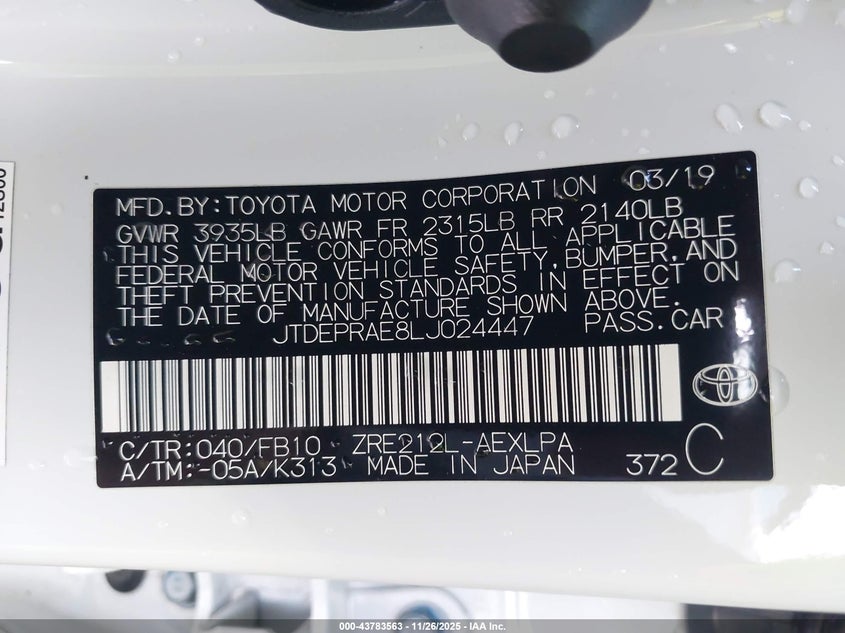 MFD.BY:TOYOTA MOTOR CORPORATION 03/19
GVWR 3935LB GAWR FR 2315LB RR 2140LB
THIS VEHICLE CONFORMS TO ALL APPLICABLE
FEDERAL MOTOR VEHICLE SAFETY,BUMPER,AND
THEFT PREVENTION STANDARDS IN EFFECT ON
THE DATE OF MANUFACTURE SHOWN ABOVE.
JTDEPRAE8LJ024447 PASS.CAR
C/TR:040/FB10 ZRE212L-AEXLPA
A/TM:-05A/K313 MADE IN JAPAN 372 C
000-43783563 - 11/26/2025 - IAA Inc.